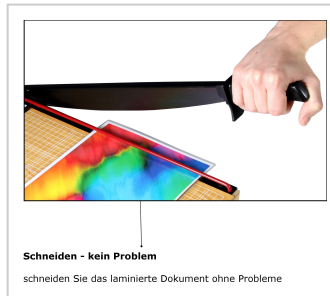 Schneiden - kein Problem
schneiden Sie das laminierte Dokument ohne Probleme